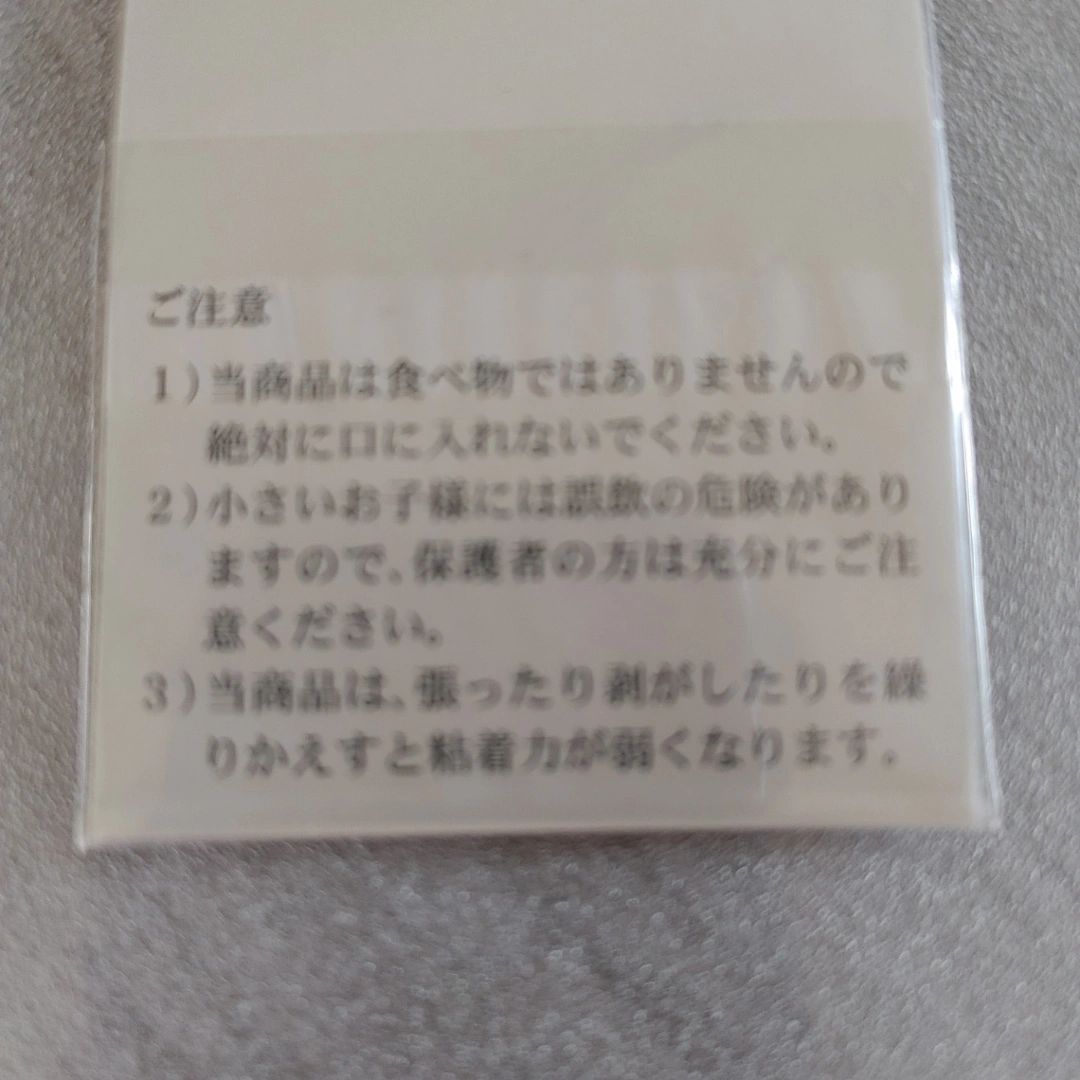 ご注意
1)当商品は食べ物ではありませんので
絶対に口に入れないでください。
2)小さいお子様には誤飲の危険があり
ますので、保護者の方は充分にご注
意ください。
3)当商品は、張ったり剥がしたりを繰
りかえすと粘着力が弱くなります。